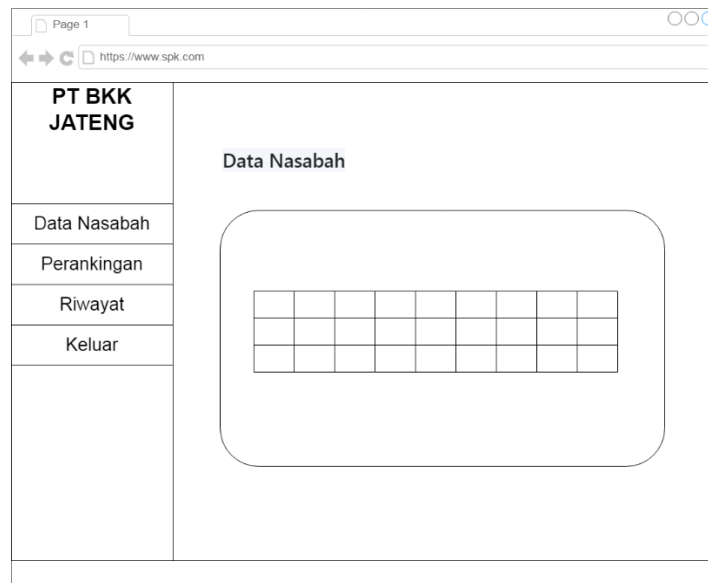 Page 1
https://www.spk.com
PT BKK
JATENG
Data Nasabah
Perankingan
Riwayat
Keluar
Data Nasabah